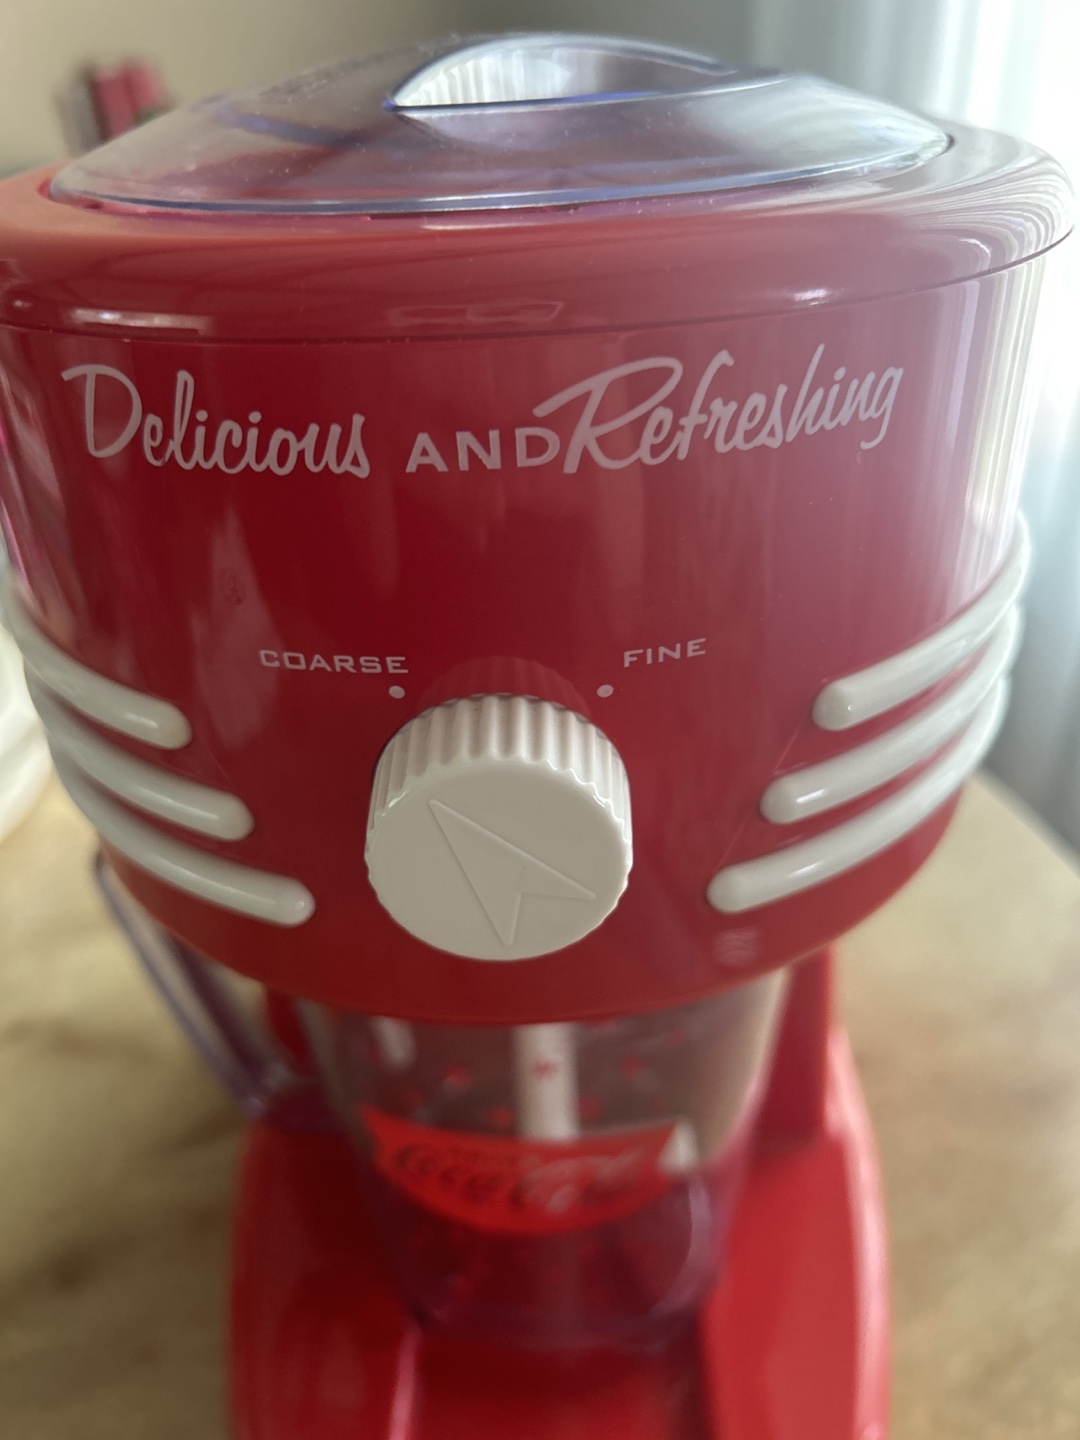 Delicious AND Refreshing
COARSE FINE
Coca-Cola